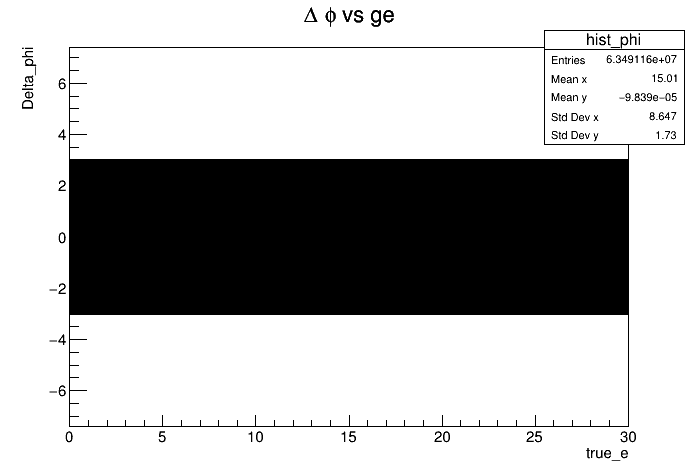 Δ ϕ vs ge
hist_phi
Entries 6.349116e+07
Mean x 15.01
Mean y −9.839e−05
Std Dev x 8.647
Std Dev y 1.73
Delta_phi
6
4
2
0
−2
−4
−6
0 5 10 15 20 25 30
true_e